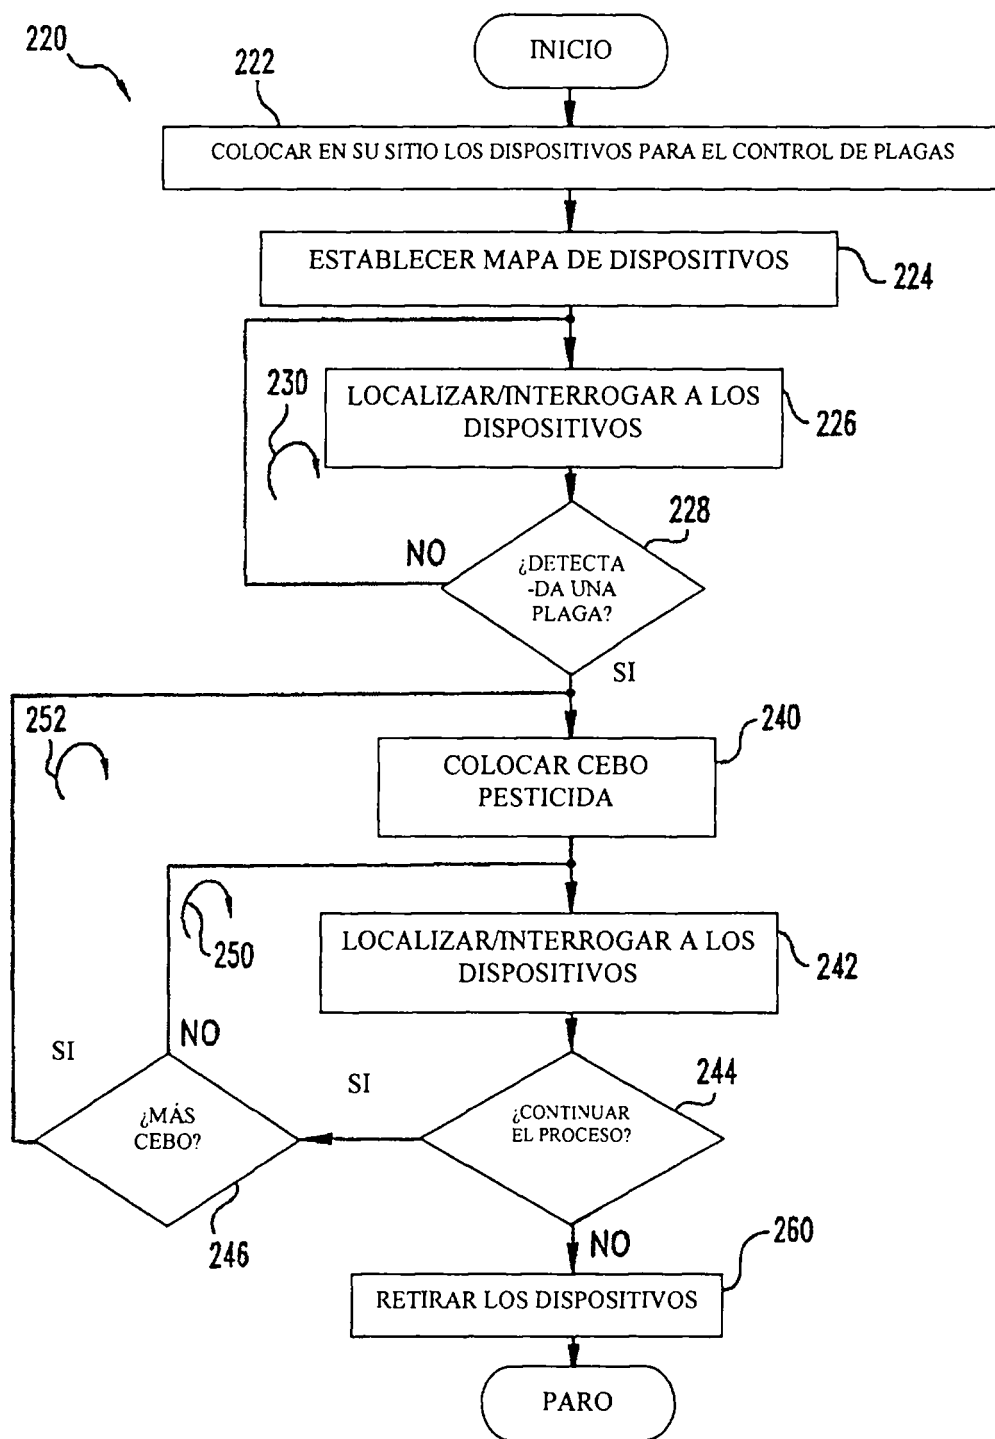 220
INICIO
222
COLOCAR EN SU SITIO LOS DISPOSITIVOS PARA EL CONTROL DE PLAGAS
ESTABLECER MAPA DE DISPOSITIVOS
224
230
LOCALIZAR/INTERROGAR A LOS
DISPOSITIVOS
226
228
NO
¿DETECTA
-DA UNA
PLAGA?
SI
252
240
COLOCAR CEBO
PESTICIDA
250
LOCALIZAR/INTERROGAR A LOS
DISPOSITIVOS
242
NO
SI
SI
244
¿MÁS
CEBO?
¿CONTINUAR
EL PROCESO?
246
NO
260
RETIRAR LOS DISPOSITIVOS
PARO